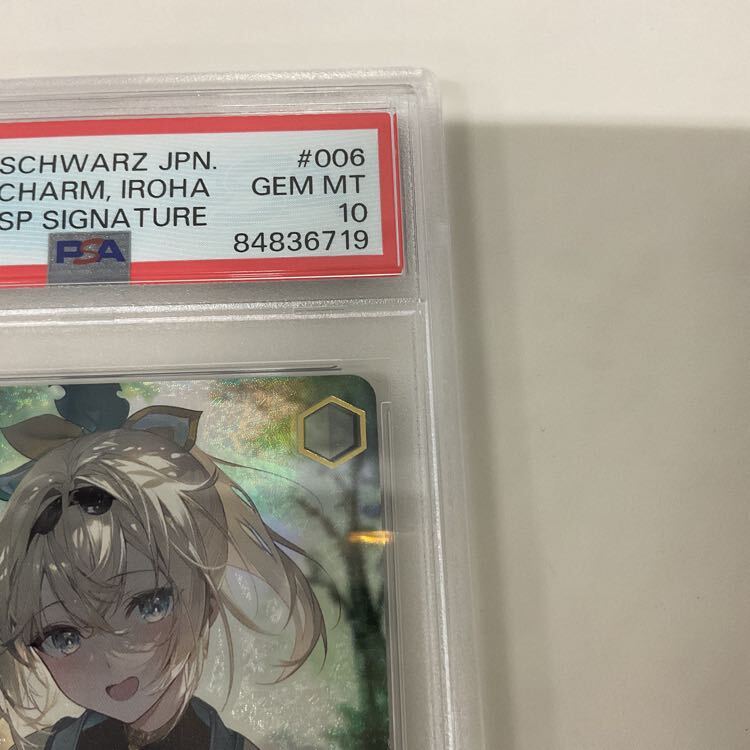 SCHWARZ JPN. #006
CHARM, IROHA GEM MT
SP SIGNATURE 10
PSA 84836719